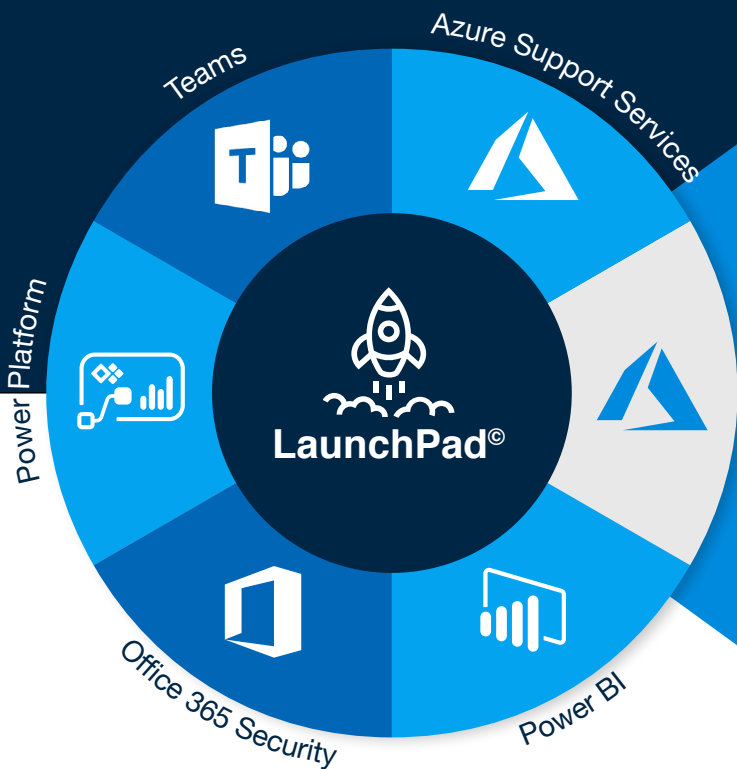 Teams
Azure Support Services
Power Platform
LaunchPad©
Office 365 Security
Power BI
T